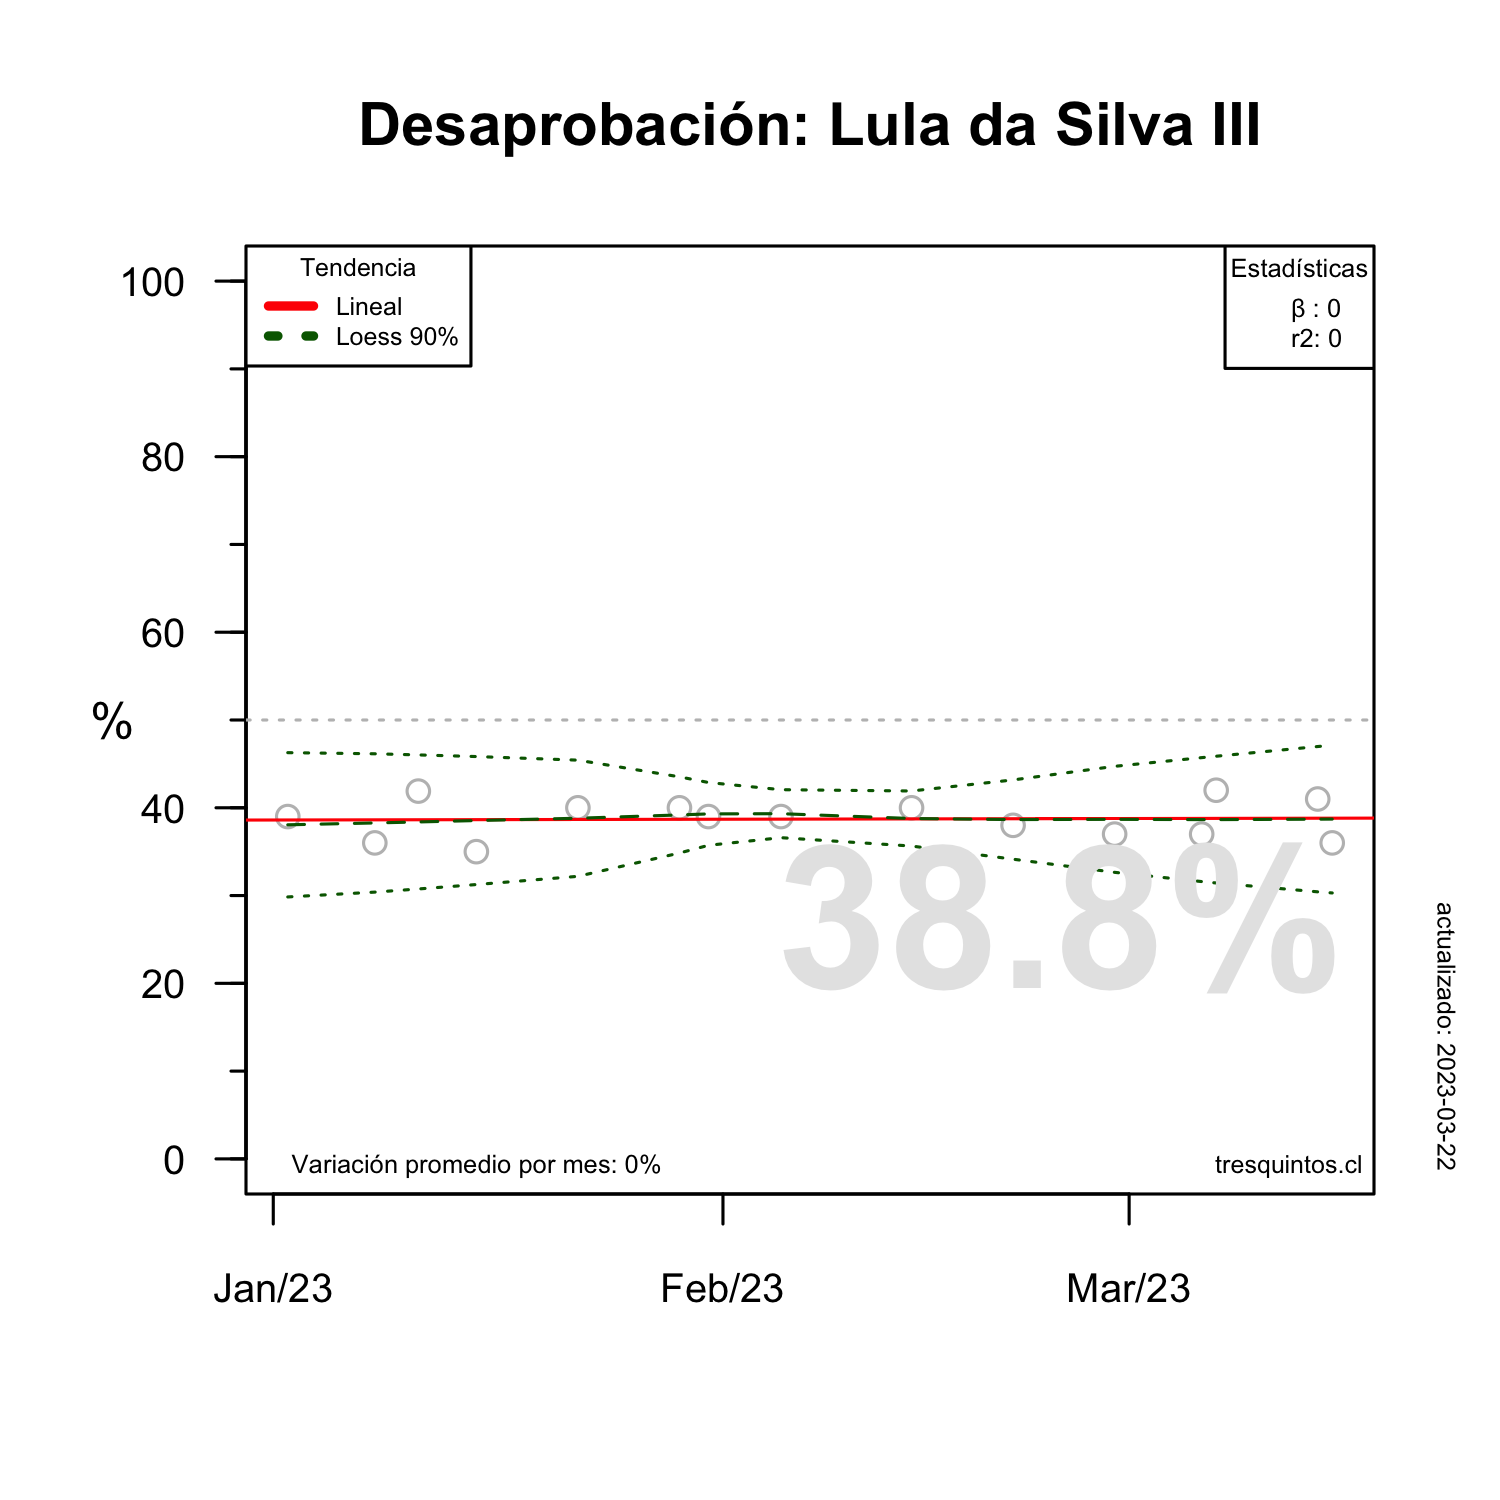 Desaprobación: Lula da Silva III
Tendencia
Lineal
Loess 90%
Estadísticas
β : 0
r2: 0
100
80
60
%
40
20
0
38.8%
Variación promedio por mes: 0%
tresquintos.cl
actualizado: 2023-03-22
Jan/23
Feb/23
Mar/23